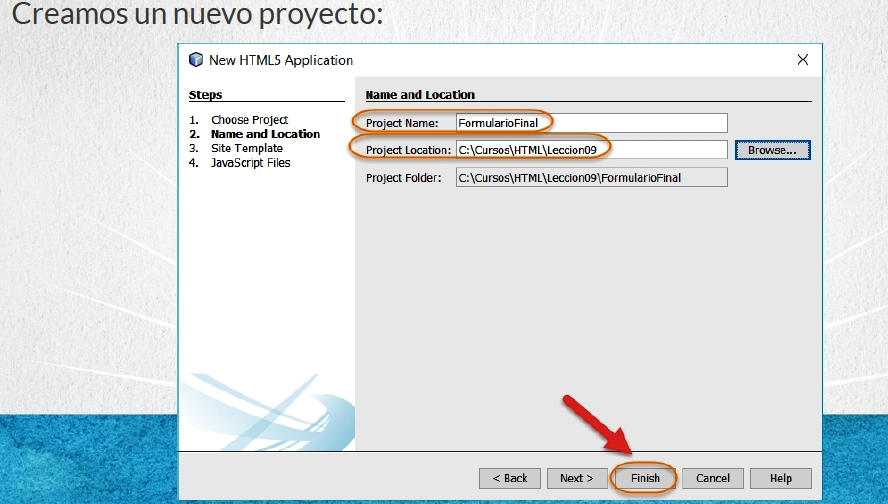 Creamos un nuevo proyecto:
New HTML5 Application
Steps
1. Choose Project
2. Name and Location
3. Site Template
4. JavaScript Files
Name and Location
Project Name: FormularioFinal
Project Location: C:\Cursos\HTML\Leccion09 Browse...
Project Folder: C:\Cursos\HTML\Leccion09\FormularioFinal
< Back Next > Finish Cancel Help